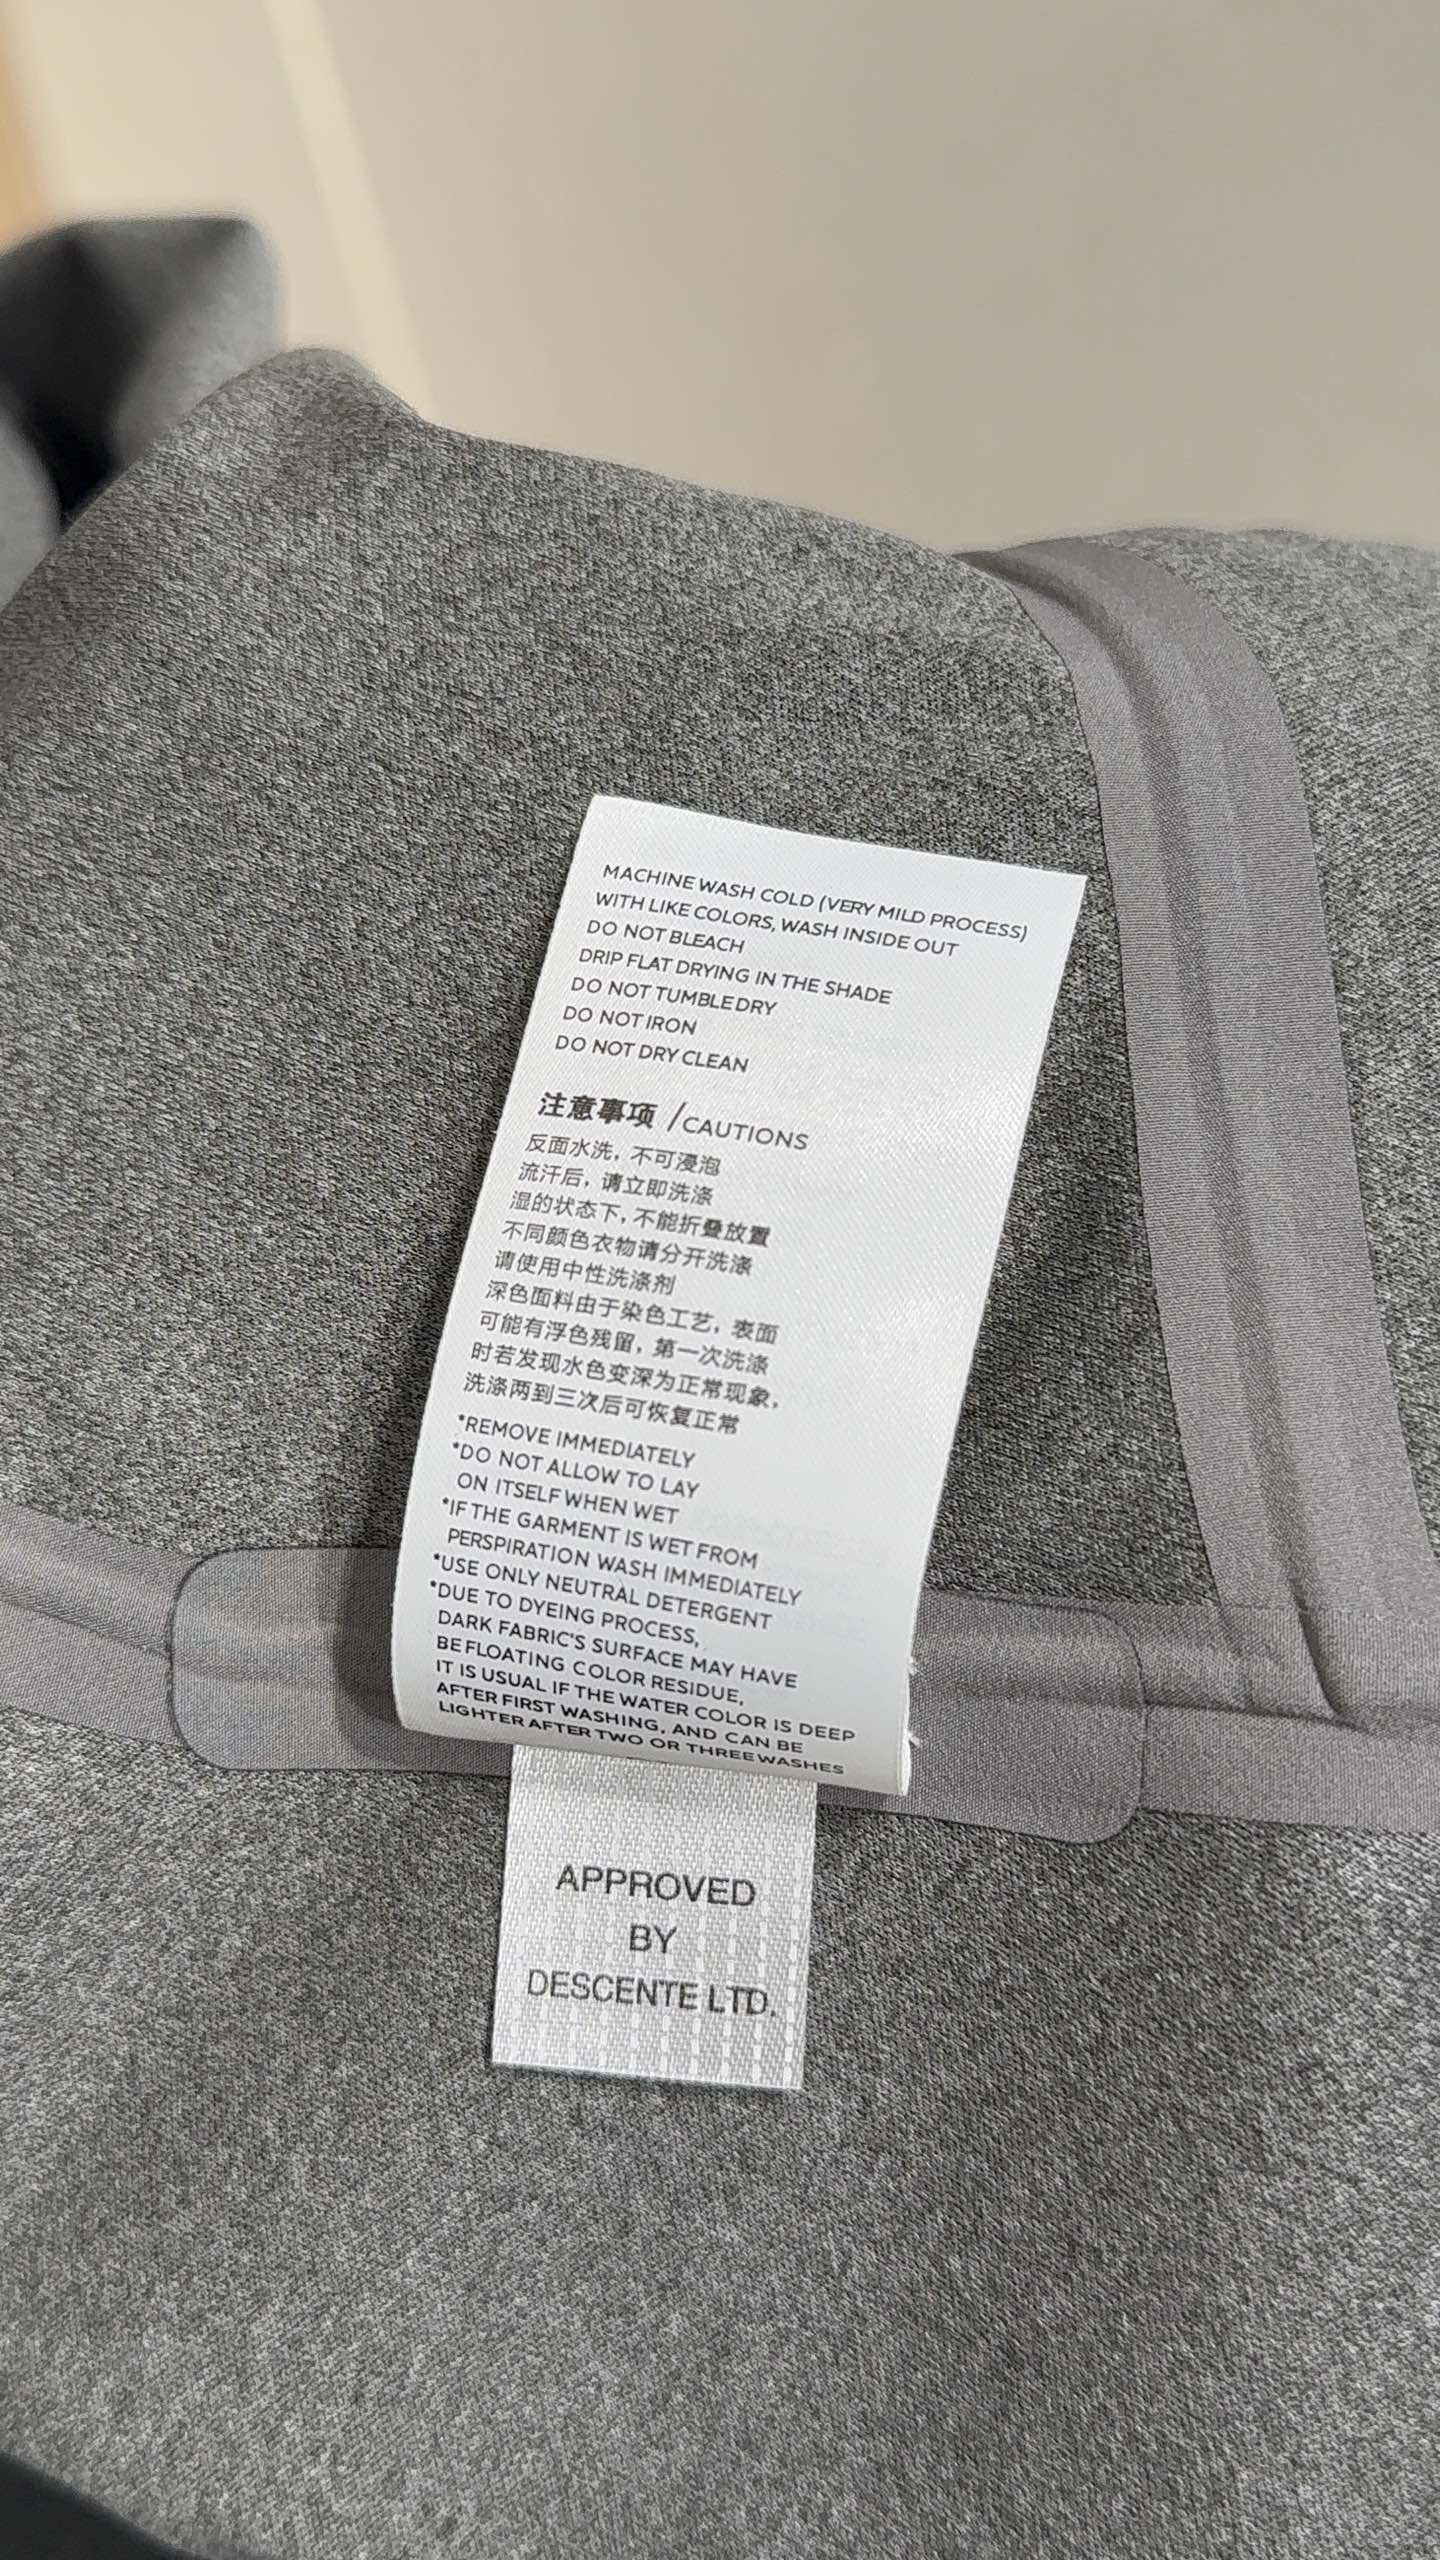 MACHINE WASH COLD (VERY MILD PROCESS)
WITH LIKE COLORS, WASH INSIDE OUT
DO NOT BLEACH
DRIP FLAT DRYING IN THE SHADE
DO NOT TUMBLE DRY
DO NOT IRON
DO NOT DRY CLEAN
注意事项 /CAUTIONS
反面水洗，不可浸泡
流汗后，请立即洗涤
湿的状态下，不能折叠放置
不同颜色衣物请分开洗涤
请使用中性洗涤剂
深色面料由于染色工艺，表面
可能有浮色残留，第一次洗涤
时若发现水色变深为正常现象，
洗涤两到三次后可恢复正常
*REMOVE IMMEDIATELY
*DO NOT ALLOW TO LAY
ON ITSELF WHEN WET
*IF THE GARMENT IS WET FROM
PERSPIRATION WASH IMMEDIATELY
*USE ONLY NEUTRAL DETERGENT
*DUE TO DYEING PROCESS,
DARK FABRIC'S SURFACE MAY HAVE
BE FLOATING COLOR RESIDUE,
IT IS USUAL IF THE WATER COLOR IS DEEP
AFTER FIRST WASHING, AND CAN BE
LIGHTER AFTER TWO OR THREE WASHES
APPROVED
BY
DESCENTE LTD.